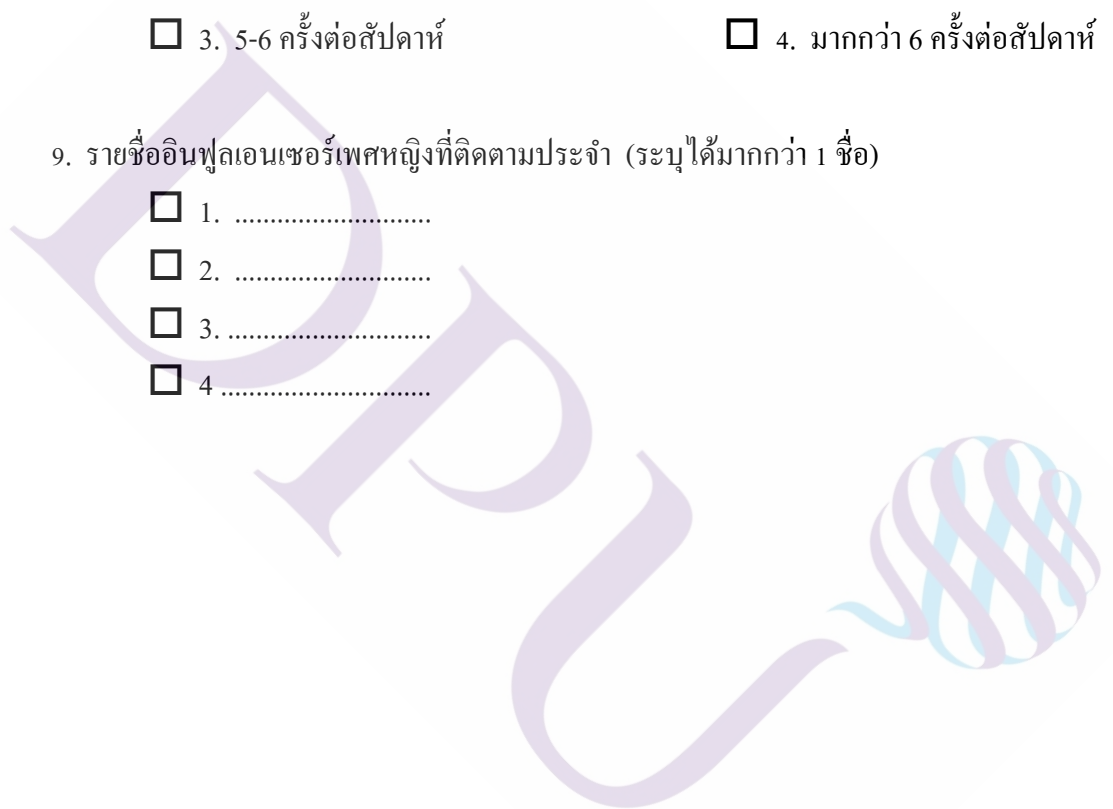 ☐ 3. 5-6 ครั้งต่อสัปดาห์ ☐ 4. มากกว่า 6 ครั้งต่อสัปดาห์
9. รายชื่ออินฟูลเอนเซอร์เพศหญิงที่ติดตามประจำ (ระบุได้มากกว่า 1 ชื่อ)
☐ 1. ............................
☐ 2. ............................
☐ 3. .............................
☐ 4 ..............................
DPU